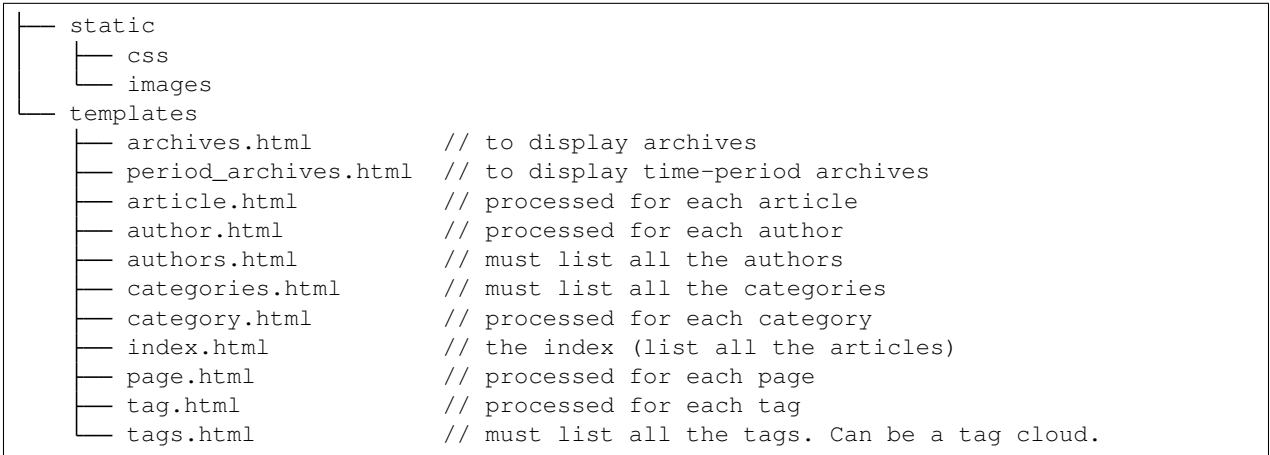 ├── static
│   ├── css
│   └── images
└── templates
    ├── archives.html         // to display archives
    ├── period_archives.html  // to display time-period archives
    ├── article.html          // processed for each article
    ├── author.html           // processed for each author
    ├── authors.html          // must list all the authors
    ├── categories.html       // must list all the categories
    ├── category.html         // processed for each category
    ├── index.html            // the index (list all the articles)
    ├── page.html             // processed for each page
    ├── tag.html              // processed for each tag
    └── tags.html             // must list all the tags. Can be a tag cloud.